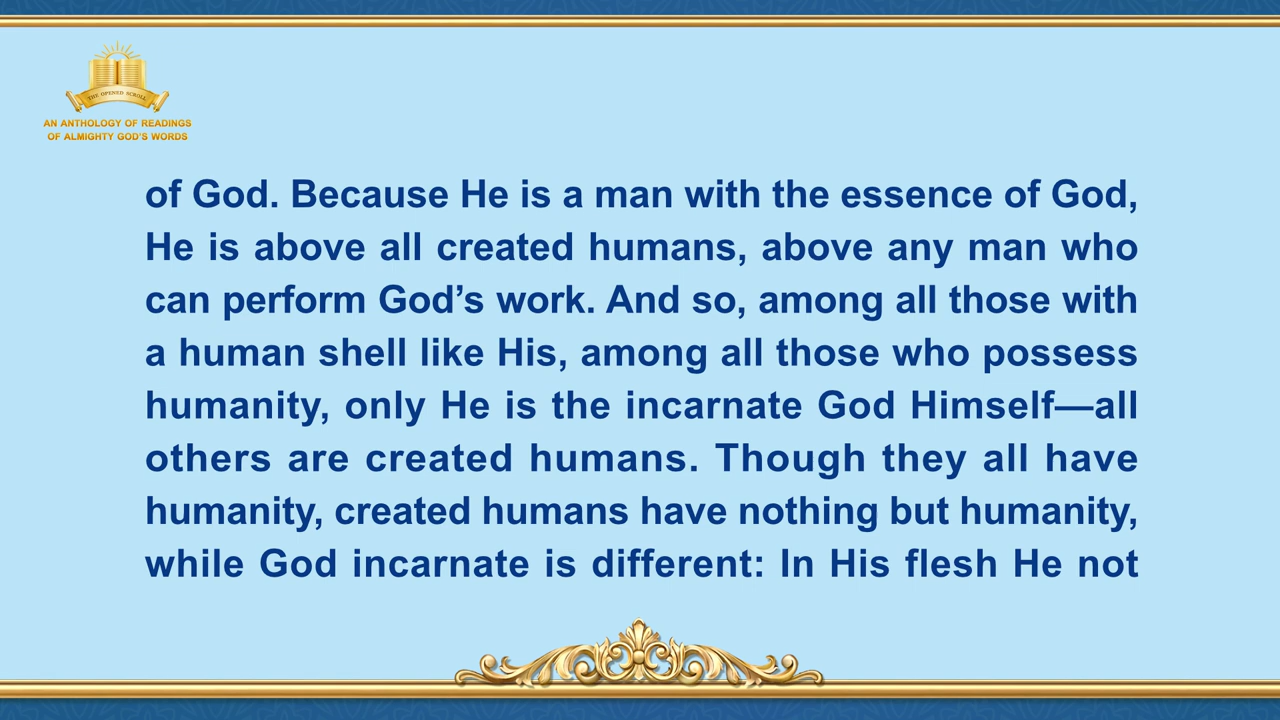 THE OPENED SCROLL
AN ANTHOLOGY OF READINGS
OF ALMIGHTY GOD'S WORDS
of God. Because He is a man with the essence of God,
He is above all created humans, above any man who
can perform God’s work. And so, among all those with
a human shell like His, among all those who possess
humanity, only He is the incarnate God Himself—all
others are created humans. Though they all have
humanity, created humans have nothing but humanity,
while God incarnate is different: In His flesh He not